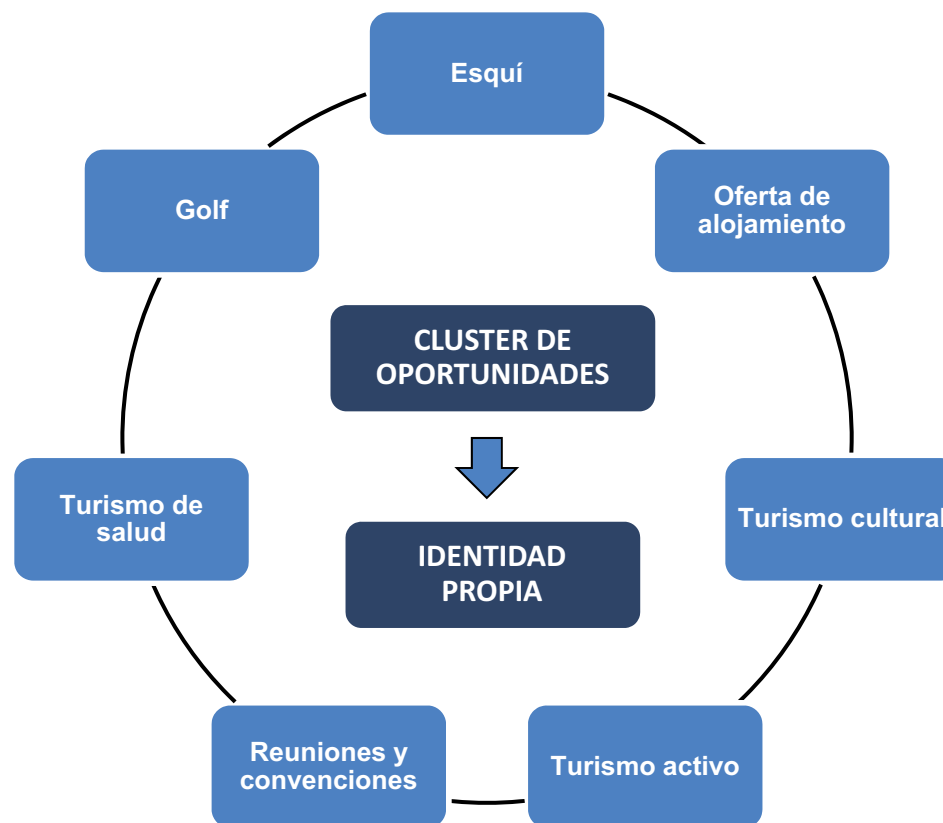 Esquí
Oferta de
alojamiento
Turismo cultural
Turismo activo
Reuniones y
convenciones
Turismo de
salud
Golf
CLUSTER DE
OPORTUNIDADES
IDENTIDAD
PROPIA